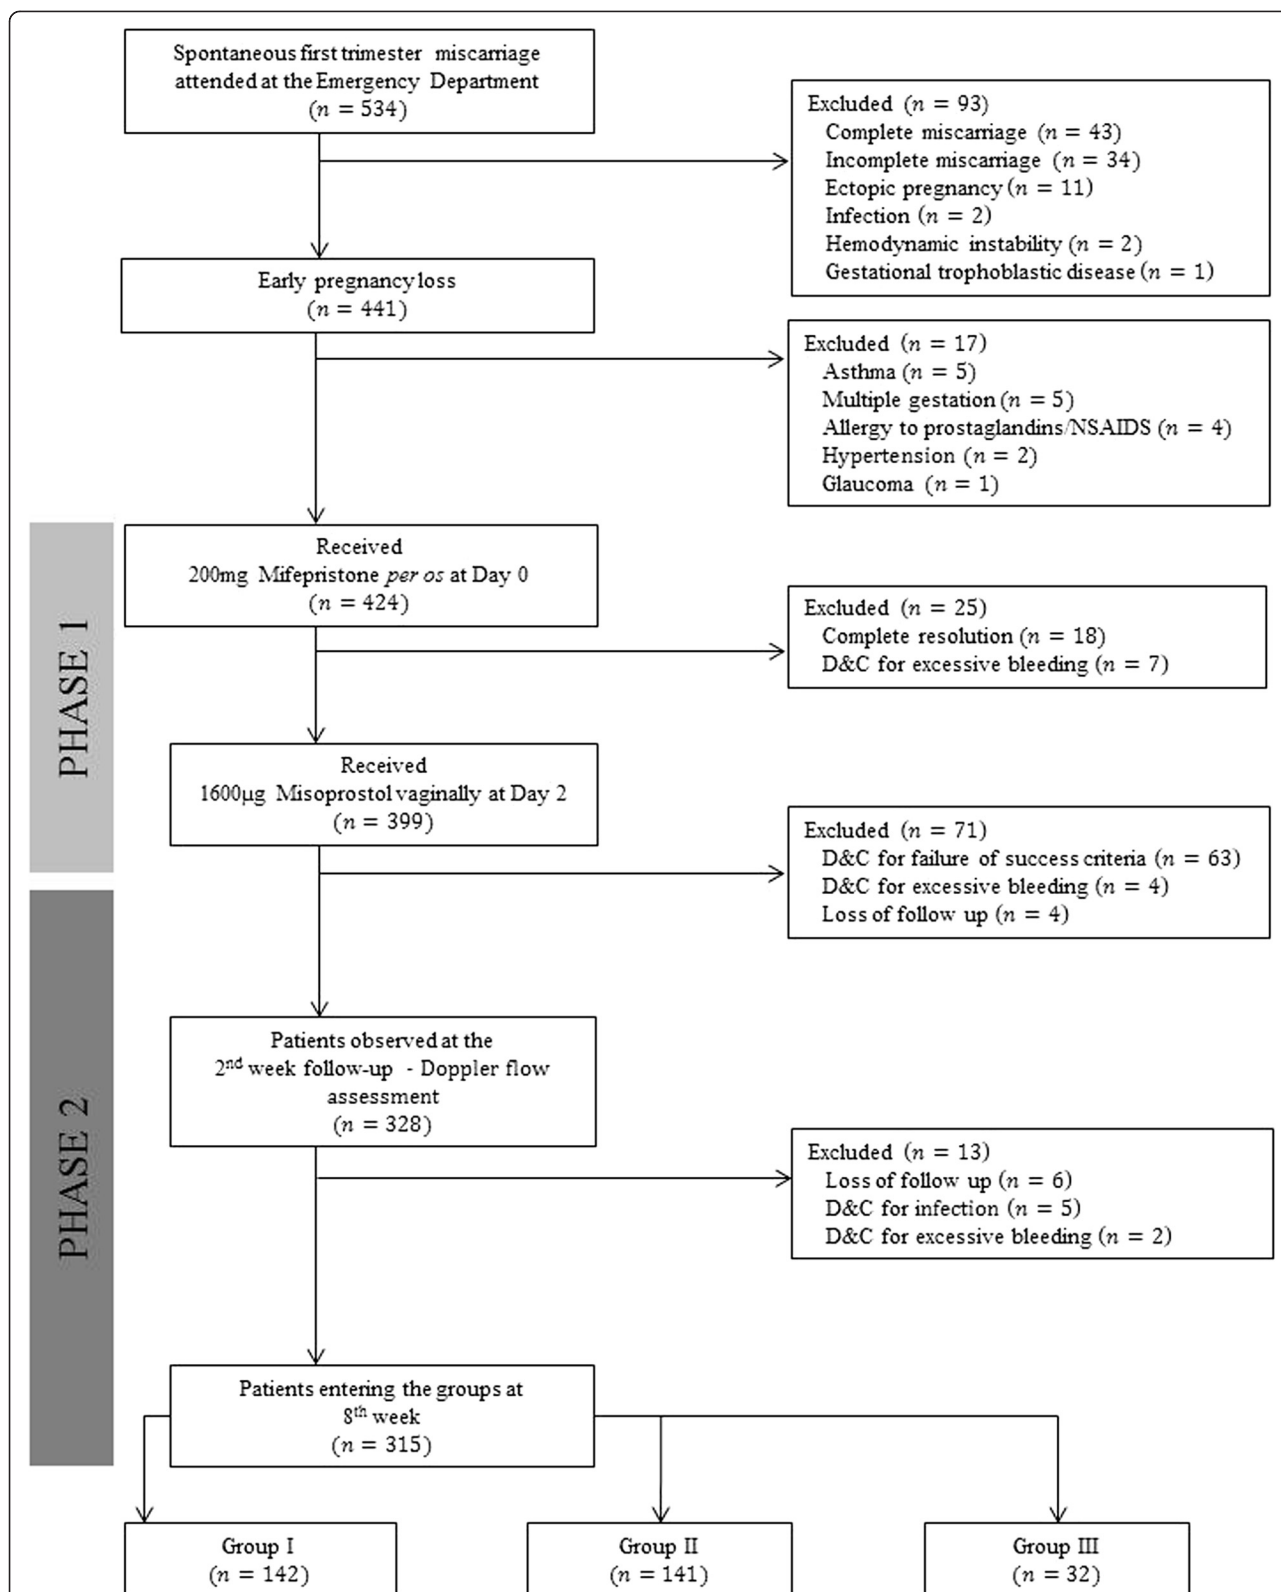 Spontaneous first trimester miscarriage
attended at the Emergency Department
(n = 534)
Excluded (n = 93)
Complete miscarriage (n = 43)
Incomplete miscarriage (n = 34)
Ectopic pregnancy (n = 11)
Infection (n = 2)
Hemodynamic instability (n = 2)
Gestational trophoblastic disease (n = 1)
Early pregnancy loss
(n = 441)
Excluded (n = 17)
Asthma (n = 5)
Multiple gestation (n = 5)
Allergy to prostaglandins/NSAIDS (n = 4)
Hypertension (n = 2)
Glaucoma (n = 1)
PHASE 1
Received
200mg Mifepristone per os at Day 0
(n = 424)
Excluded (n = 25)
Complete resolution (n = 18)
D&C for excessive bleeding (n = 7)
Received
1600µg Misoprostol vaginally at Day 2
(n = 399)
Excluded (n = 71)
D&C for failure of success criteria (n = 63)
D&C for excessive bleeding (n = 4)
Loss of follow up (n = 4)
PHASE 2
Patients observed at the
2nd week follow-up - Doppler flow
assessment
(n = 328)
Excluded (n = 13)
Loss of follow up (n = 6)
D&C for infection (n = 5)
D&C for excessive bleeding (n = 2)
Patients entering the groups at
8th week
(n = 315)
Group I
(n = 142)
Group II
(n = 141)
Group III
(n = 32)